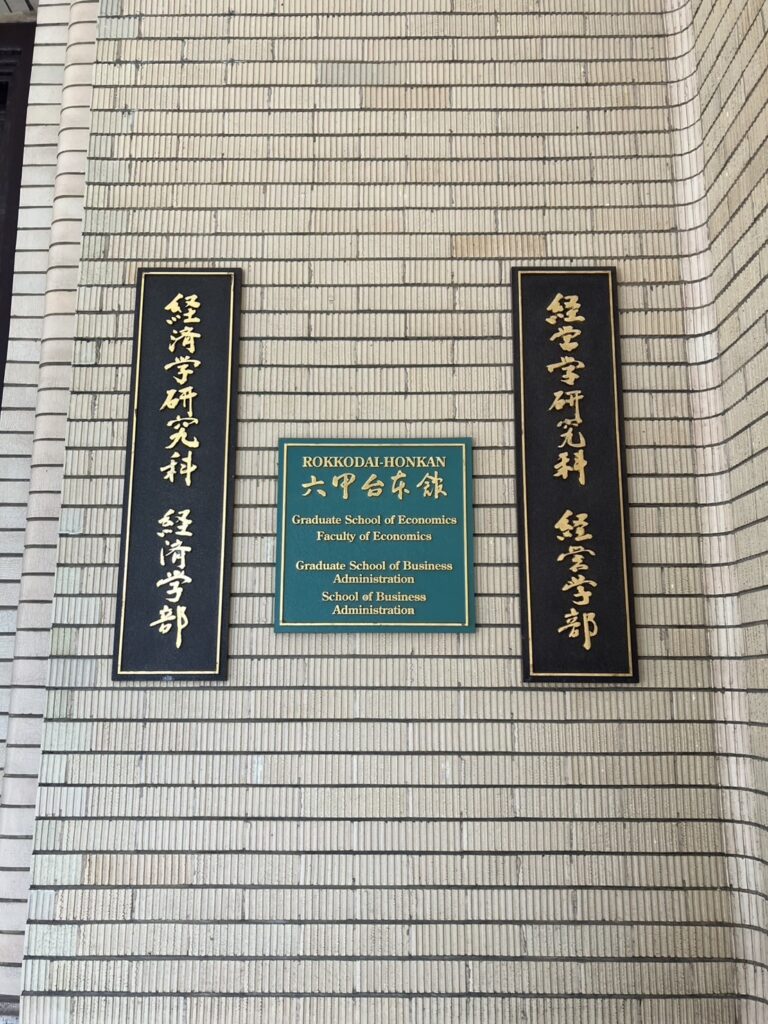 経済学研究科 経済学部
ROKKODAI-HONKAN
六甲台本館
Graduate School of Economics
Faculty of Economics
Graduate School of Business
Administration
School of Business
Administration
経営学研究科 経営学部